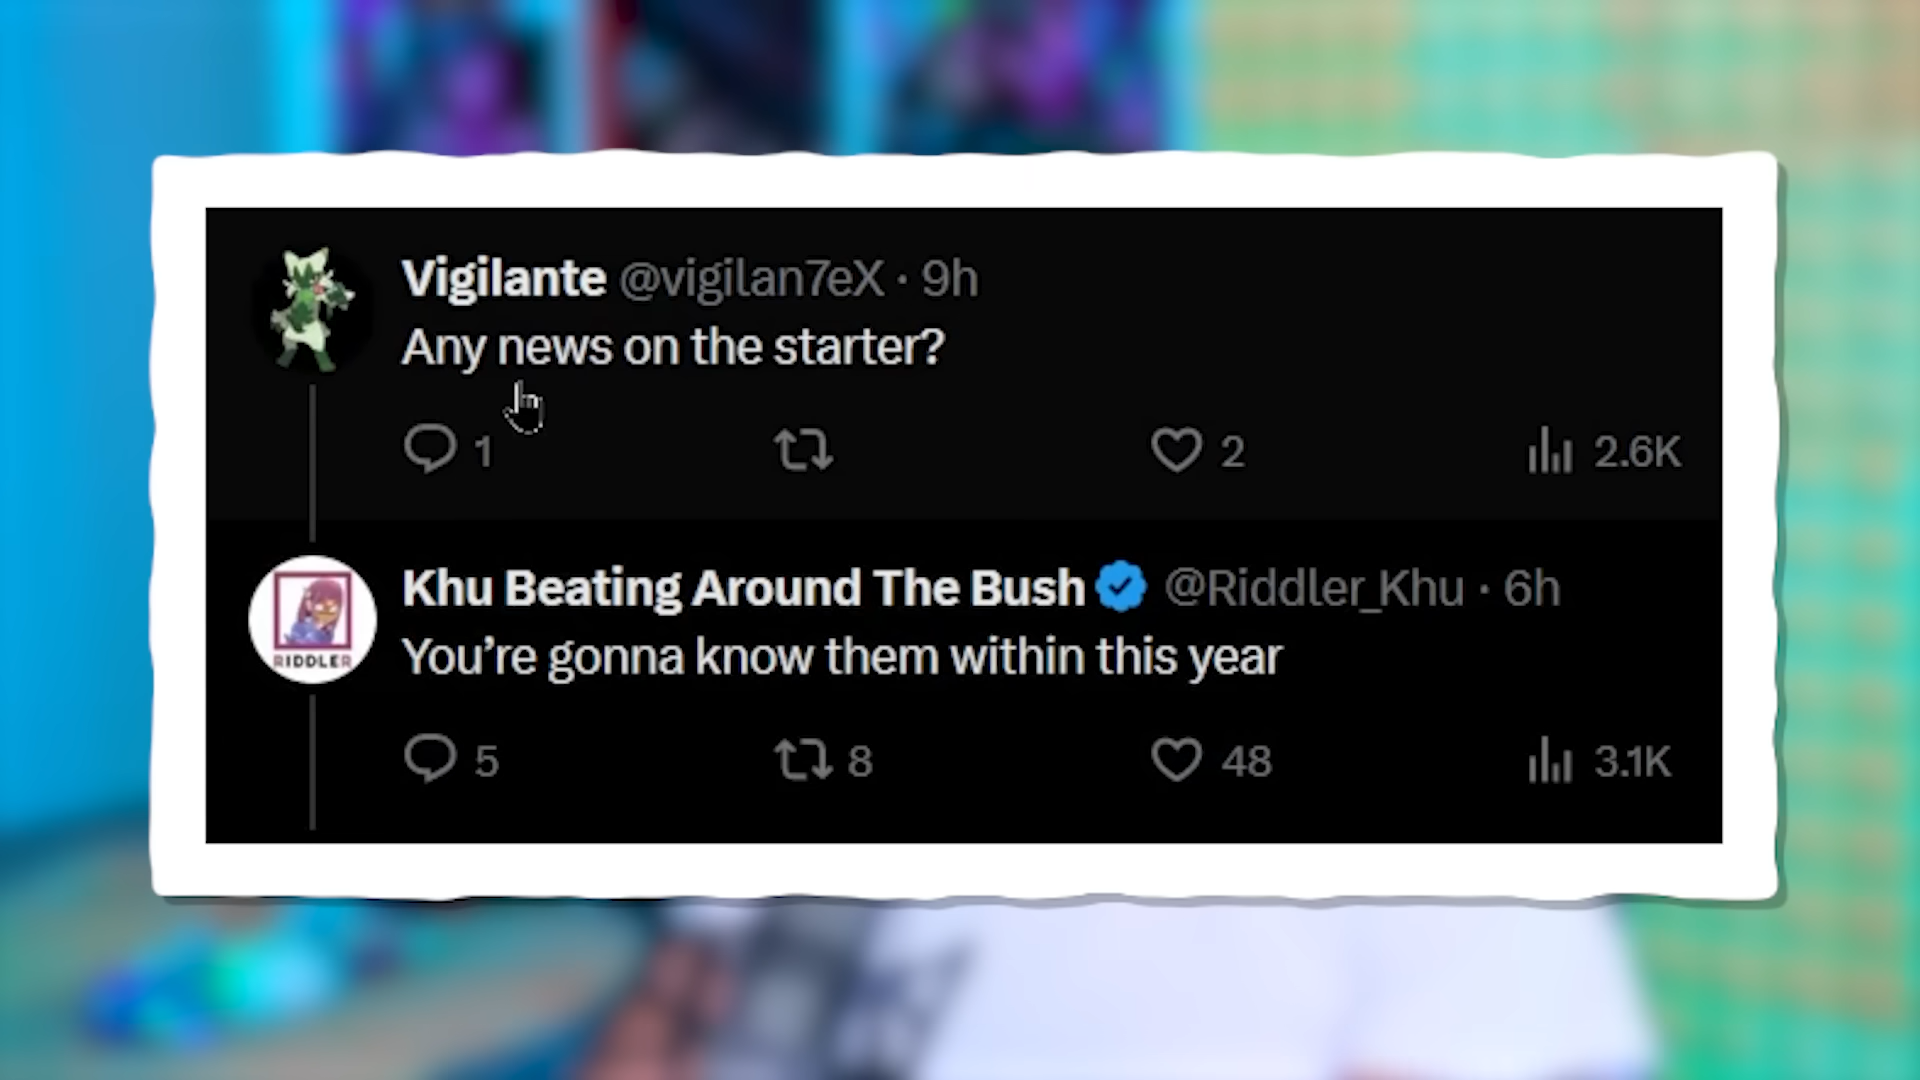 Vigilante @vigilan7eX · 9h
Any news on the starter?
1 2 2.6K
RIDDLER
Khu Beating Around The Bush @Riddler_Khu · 6h
You’re gonna know them within this year
5 8 48 3.1K